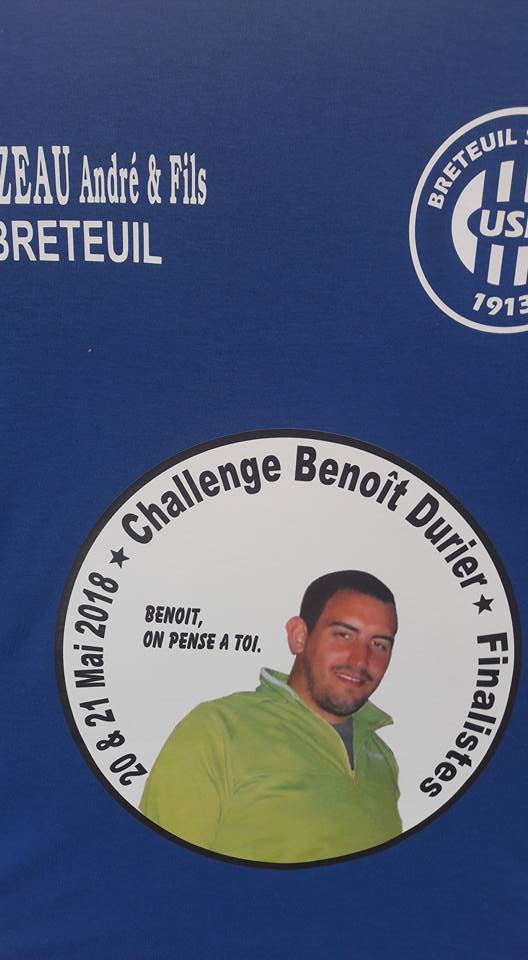 ZEAU André & Fils
BRETEUIL
BRETEUIL
USB
1913
20 & 21 Mai 2018 ★ Challenge Benoît Durier ★ Finalistes
BENOIT,
ON PENSE A TOI.